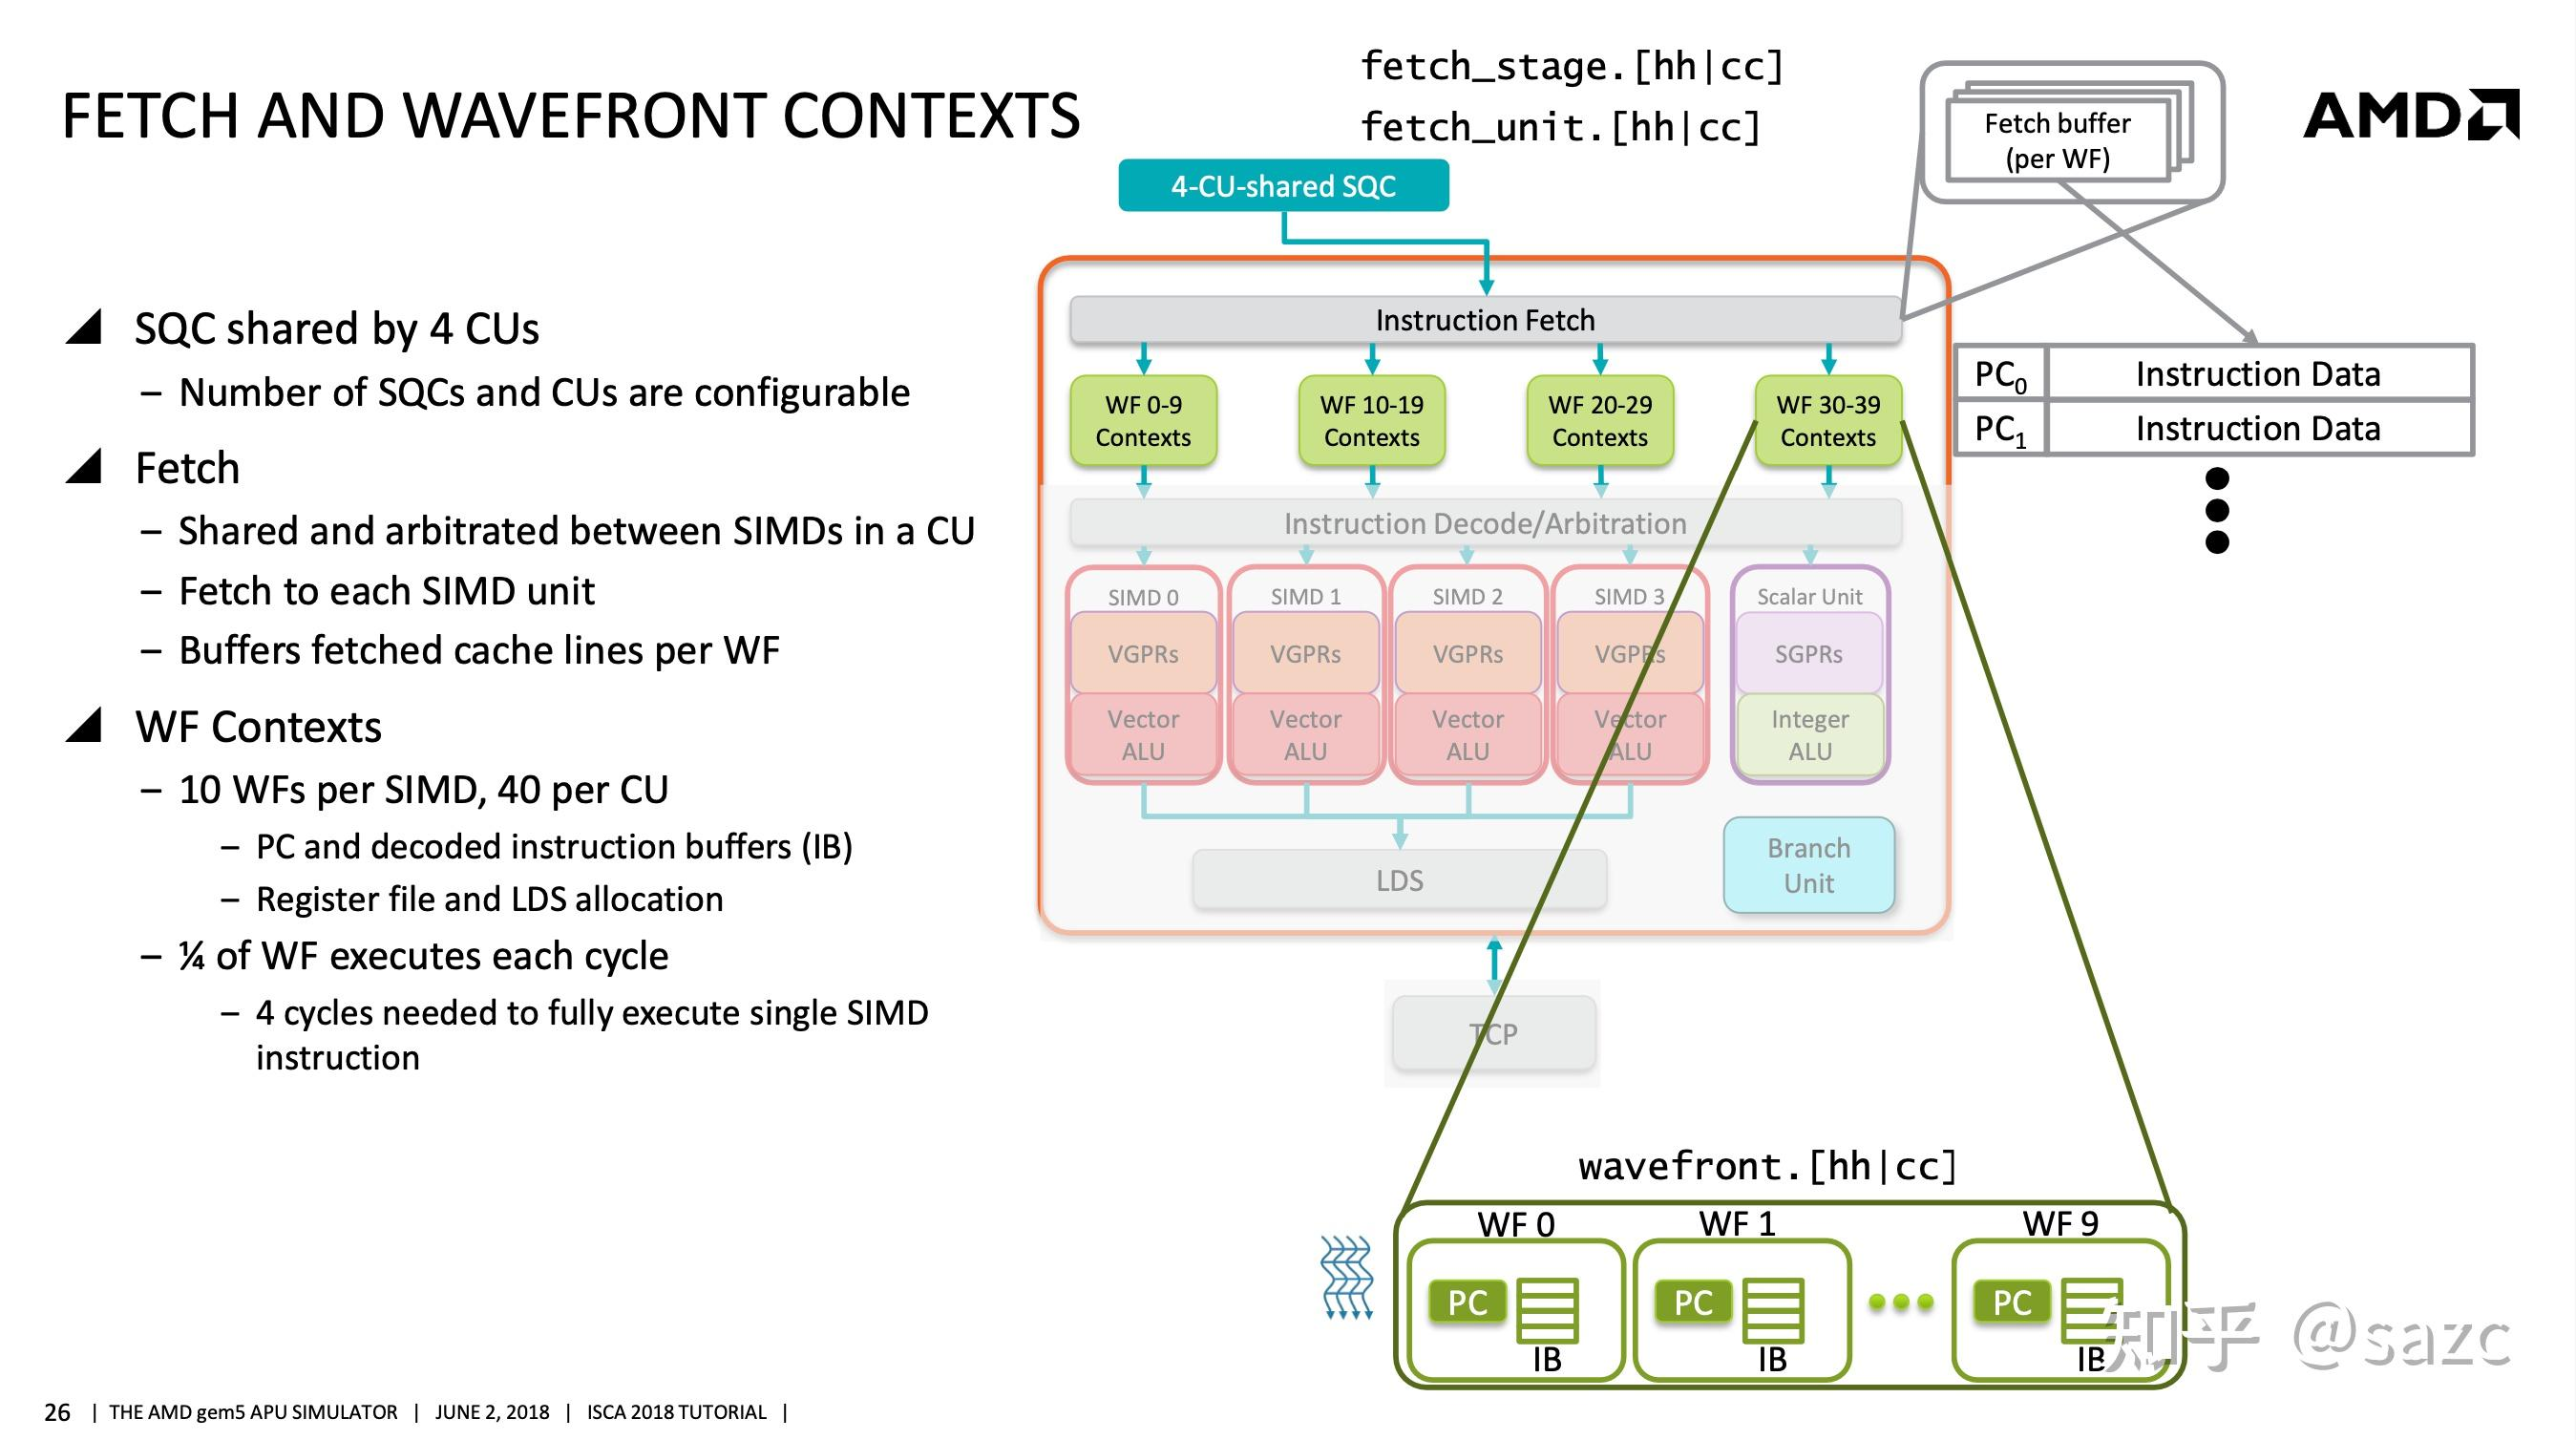 FETCH AND WAVEFRONT CONTEXTS
fetch_stage.[hh|cc]
fetch_unit.[hh|cc]
Fetch buffer
(per WF)
AMD
4-CU-shared SQC
SQC shared by 4 CUs
– Number of SQCs and CUs are configurable
Fetch
– Shared and arbitrated between SIMDs in a CU
– Fetch to each SIMD unit
– Buffers fetched cache lines per WF
WF Contexts
– 10 WFs per SIMD, 40 per CU
– PC and decoded instruction buffers (IB)
– Register file and LDS allocation
– ¼ of WF executes each cycle
– 4 cycles needed to fully execute single SIMD
instruction
Instruction Fetch
WF 0-9
Contexts
WF 10-19
Contexts
WF 20-29
Contexts
WF 30-39
Contexts
PC0 Instruction Data
PC1 Instruction Data
Instruction Decode/Arbitration
SIMD 0
VGPRs
Vector
ALU
SIMD 1
VGPRs
Vector
ALU
SIMD 2
VGPRs
Vector
ALU
SIMD 3
VGPRs
Vector
ALU
Scalar Unit
SGPRs
Integer
ALU
LDS
Branch
Unit
TCP
wavefront.[hh|cc]
WF 0
PC
IB
WF 1
PC
IB
WF 9
PC
IB
知乎 @sazc
26 | THE AMD gem5 APU SIMULATOR | JUNE 2, 2018 | ISCA 2018 TUTORIAL |